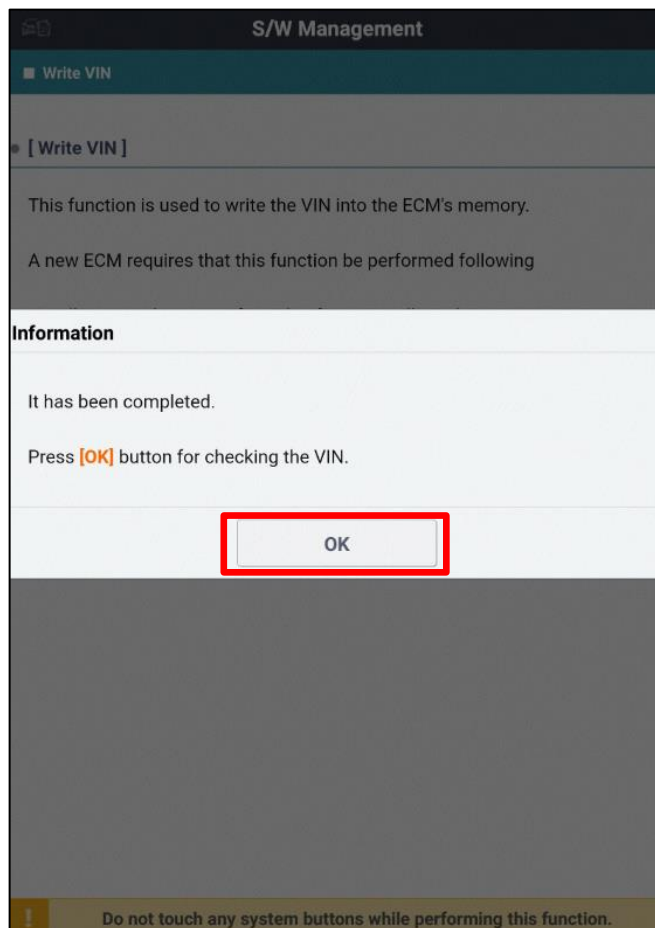 S/W Management
Write VIN
[ Write VIN ]
This function is used to write the VIN into the ECM's memory.
A new ECM requires that this function be performed following
Information
It has been completed.
Press [OK] button for checking the VIN.
OK
! Do not touch any system buttons while performing this function.